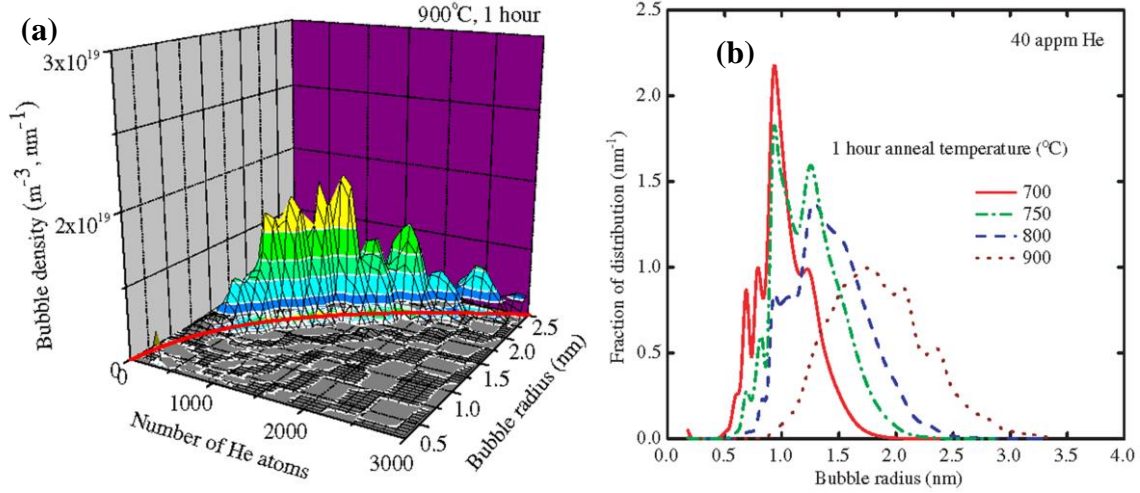 (a)
900°C, 1 hour
3x10¹⁹
2x10¹⁹
Bubble density (m⁻³, nm⁻¹)
0
1000
2000
3000
Number of He atoms
0
0.5
1.0
1.5
2.0
2.5
Bubble radius (nm)
(b)
40 appm He
1 hour anneal temperature (°C)
700
750
800
900
2.5
2.0
1.5
1.0
0.5
0.0
Fraction of distribution (nm⁻¹)
0.0 0.5 1.0 1.5 2.0 2.5 3.0 3.5 4.0
Bubble radius (nm)